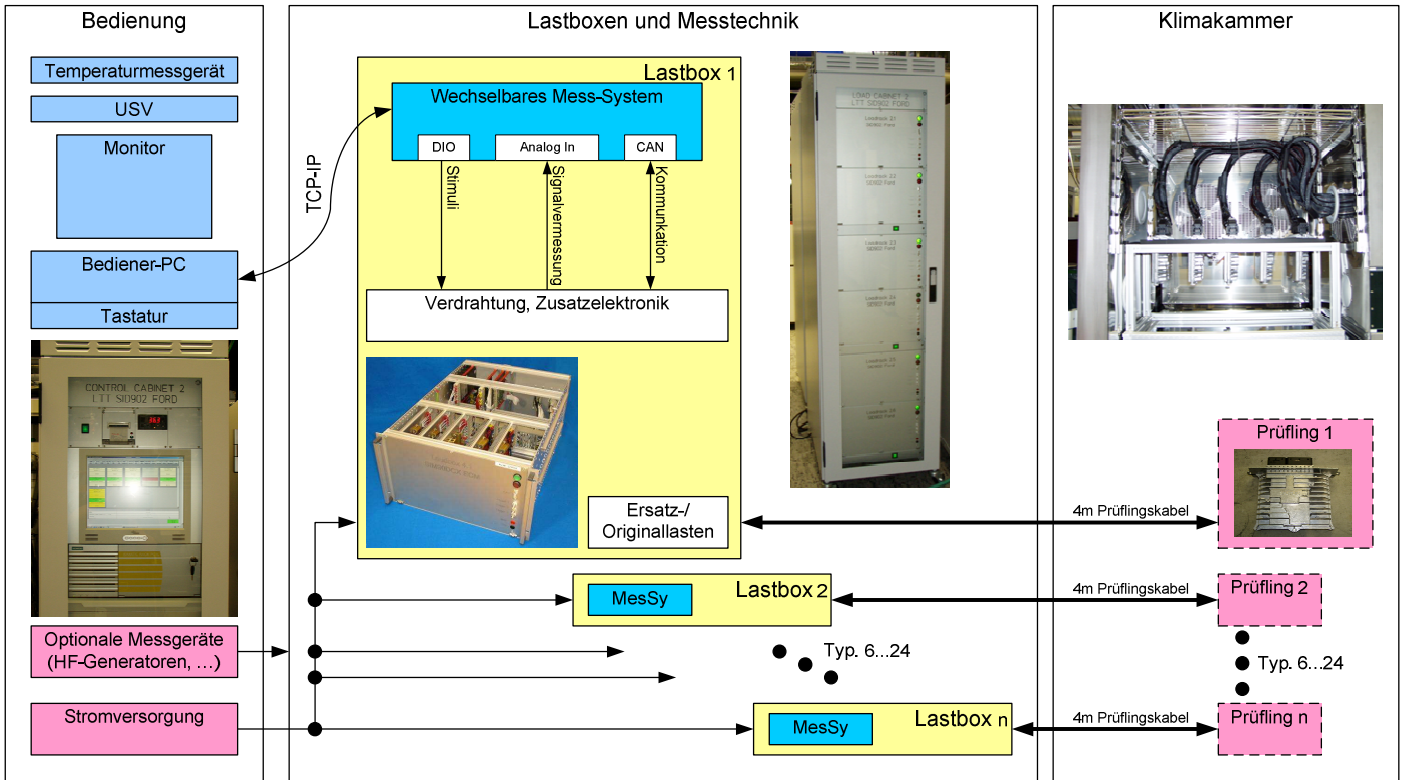 Bedienung
Temperaturmessgerät
USV
Monitor
Bediener-PC
Tastatur
CONTROL CABINET 2
LTT SID902 FORD
Optionale Messgeräte
(HF-Generatoren, ...)
Stromversorgung
TCP-IP
Lastboxen und Messtechnik
Lastbox 1
Wechselbares Mess-System
DIO
Analog In
CAN
Stimuli
Signalvermessung
Kommunkation
Verdrahtung, Zusatzelektronik
Ersatz-/
Originallasten
LOAD CABINET 2
LTT SID902 FORD
Lastbox 2
MesSy
Typ. 6...24
Lastbox n
MesSy
Klimakammer
4m Prüflingskabel
Prüfling 1
4m Prüflingskabel
Prüfling 2
Typ. 6...24
4m Prüflingskabel
Prüfling n